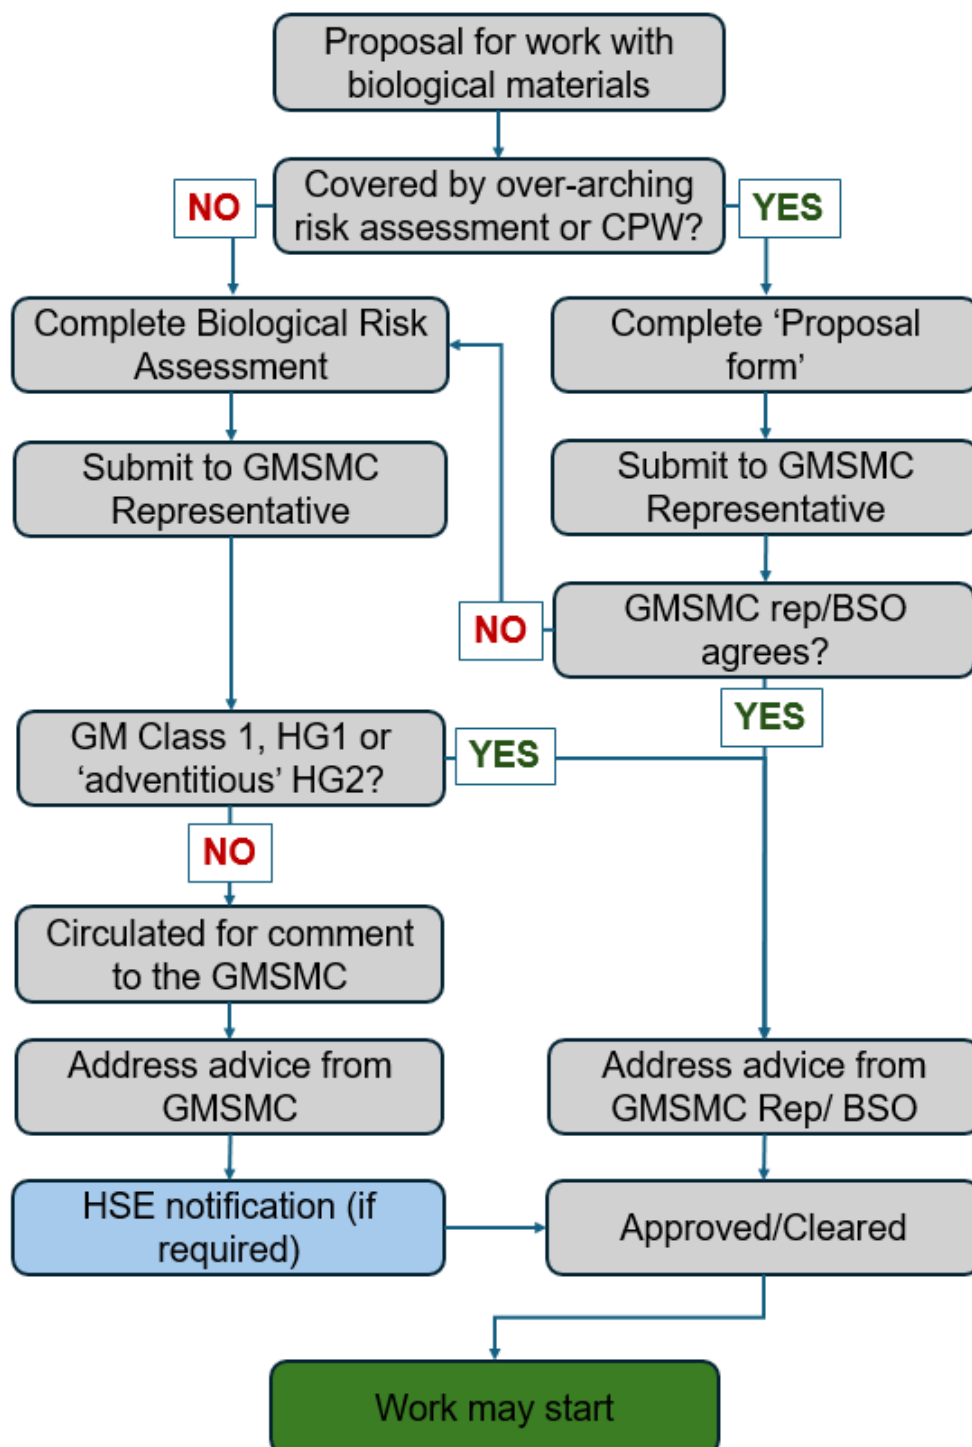 Proposal for work with
biological materials
Covered by over-arching
risk assessment or CPW?
NO
YES
Complete Biological Risk
Assessment
Complete ‘Proposal
form’
Submit to GMSMC
Representative
Submit to GMSMC
Representative
GMSMC rep/BSO
agrees?
NO
YES
GM Class 1, HG1 or
‘adventitious’ HG2?
YES
NO
Circulated for comment
to the GMSMC
Address advice from
GMSMC
Address advice from
GMSMC Rep/ BSO
HSE notification (if
required)
Approved/Cleared
Work may start